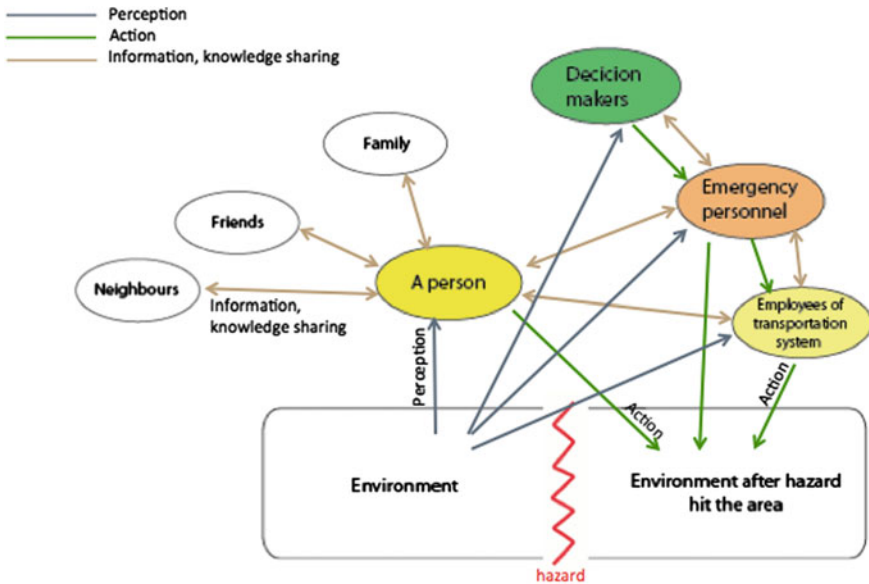 Perception
Action
Information, knowledge sharing
Decicion
makers
Family
Emergency
personnel
Friends
A person
Neighbours
Information,
knowledge sharing
Employees of
transportation
system
Perception
Action
Action
Environment
Environment after hazard
hit the area
hazard